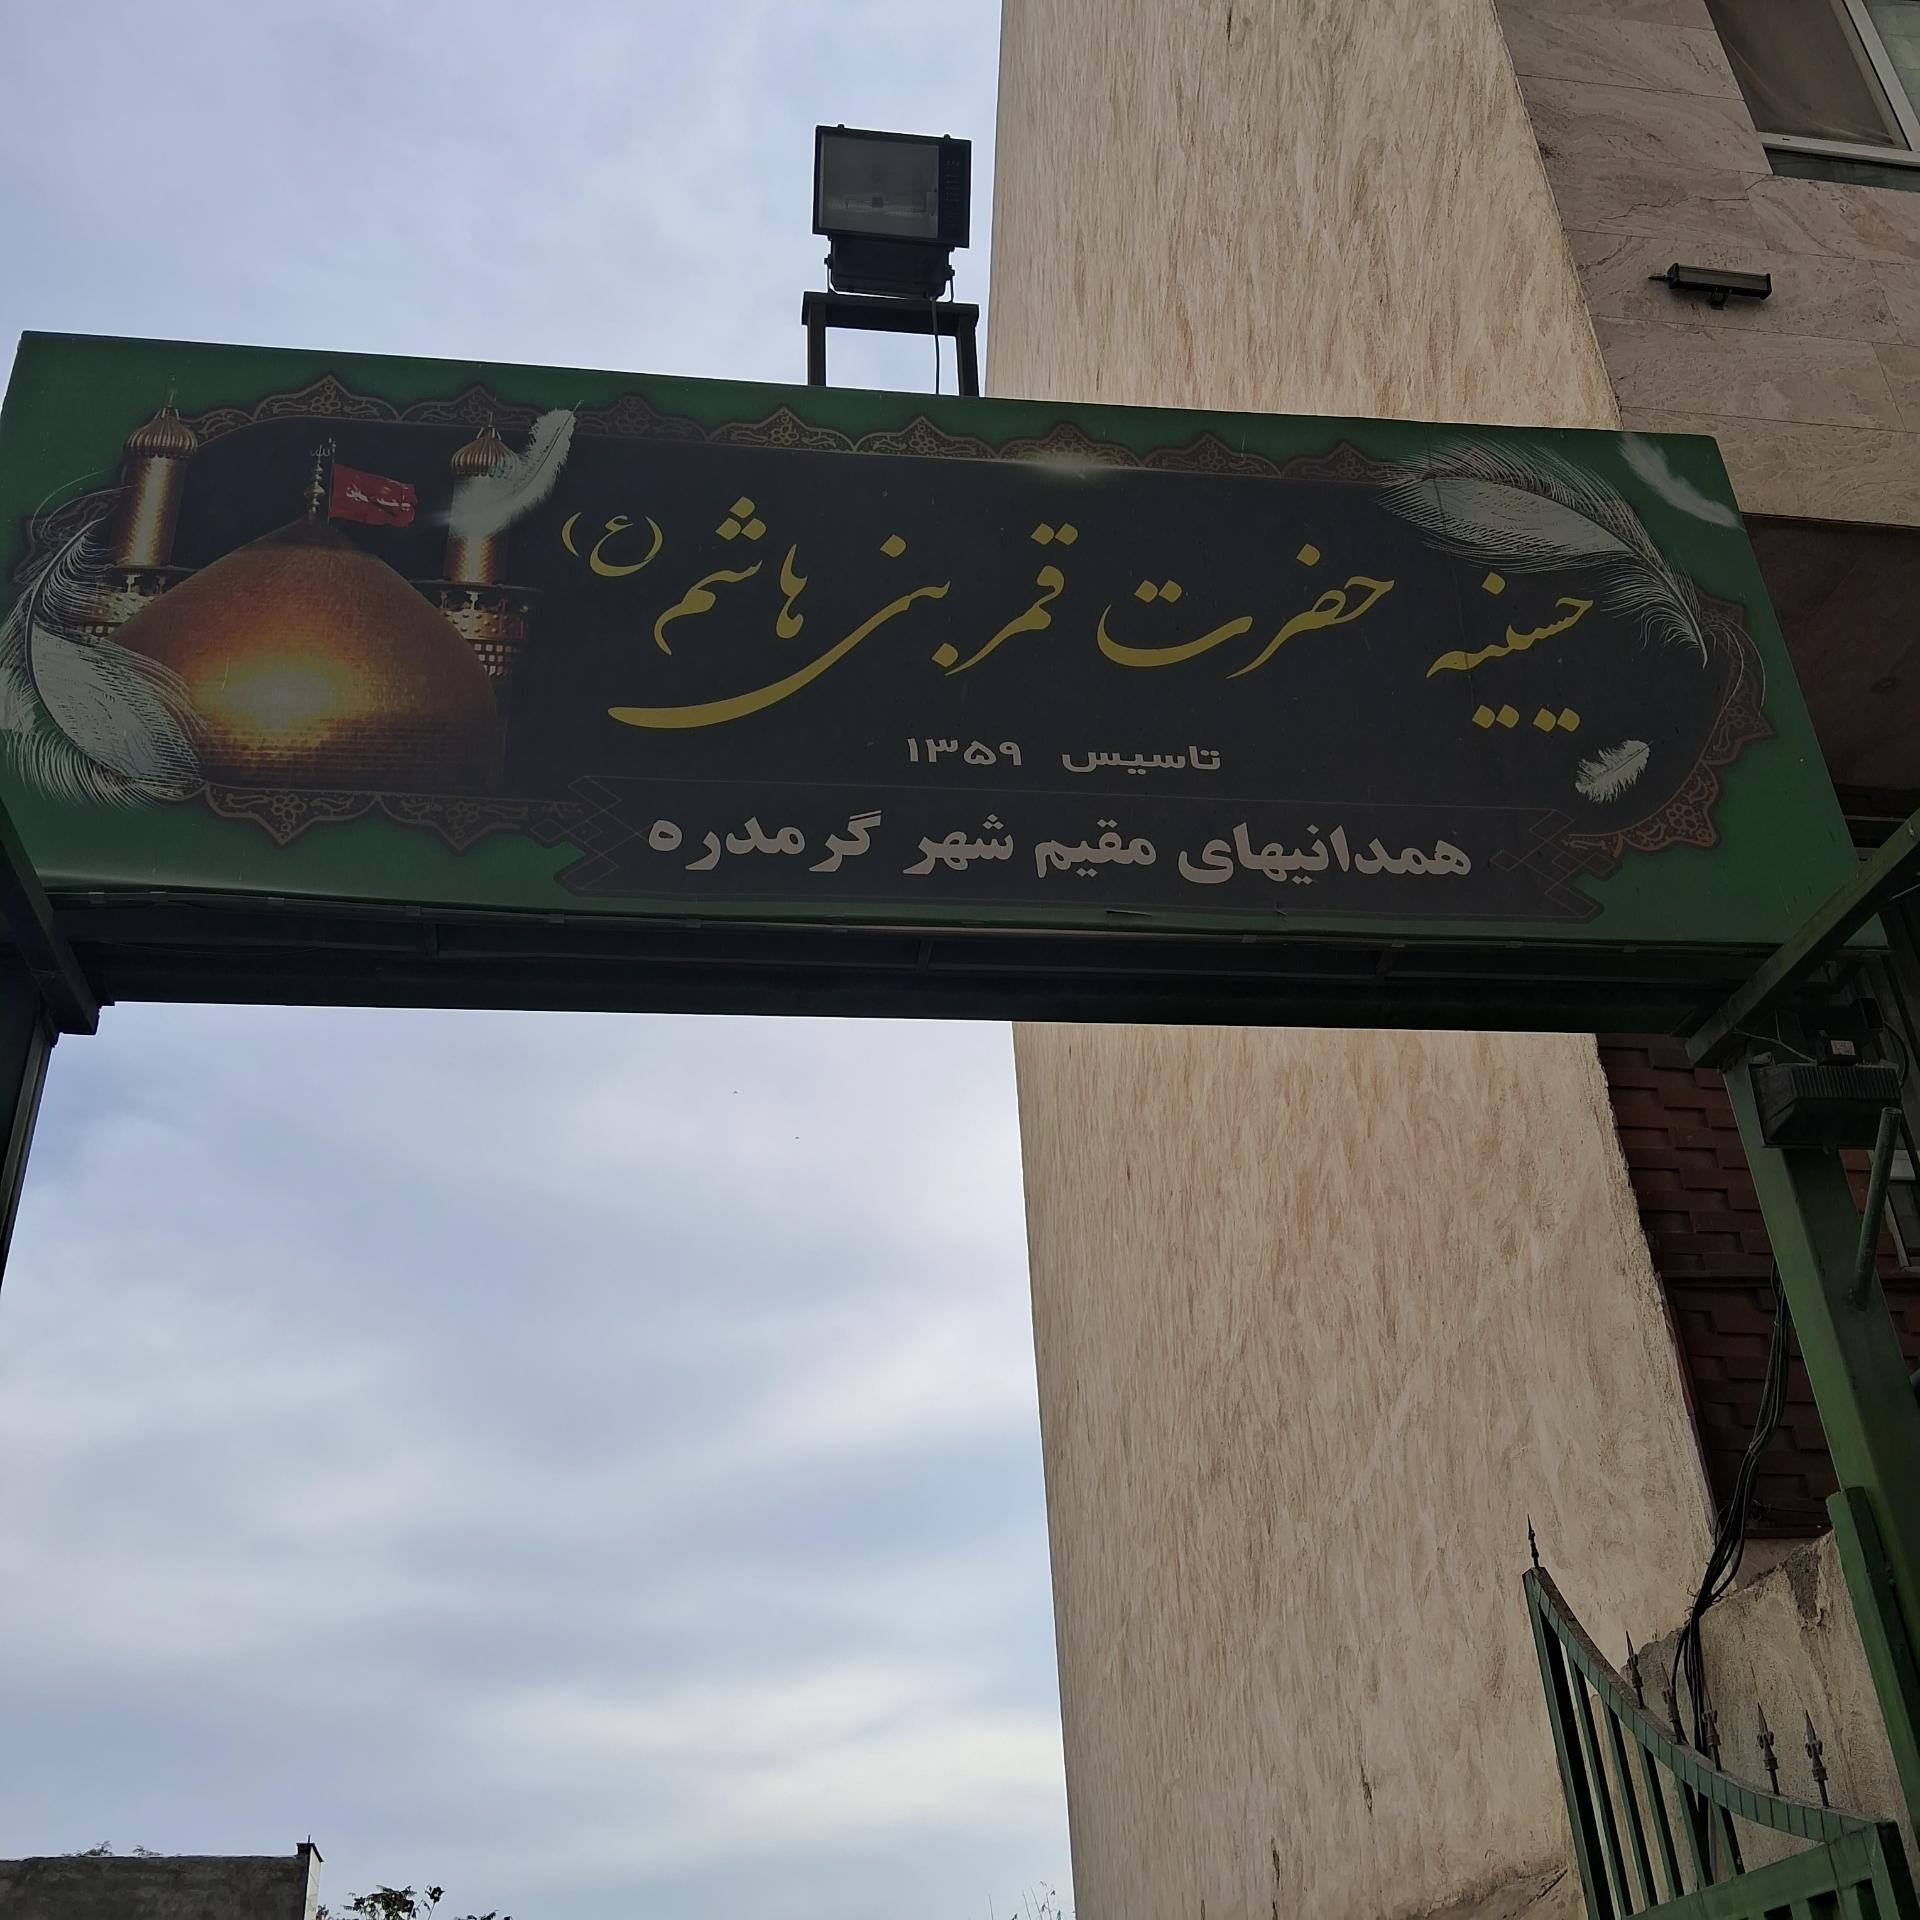 حسینیه حضرت قمر بنی هاشم (ع)
تاسیس ۱۳۵۹
همدانیهای مقیم شهر گرمدره